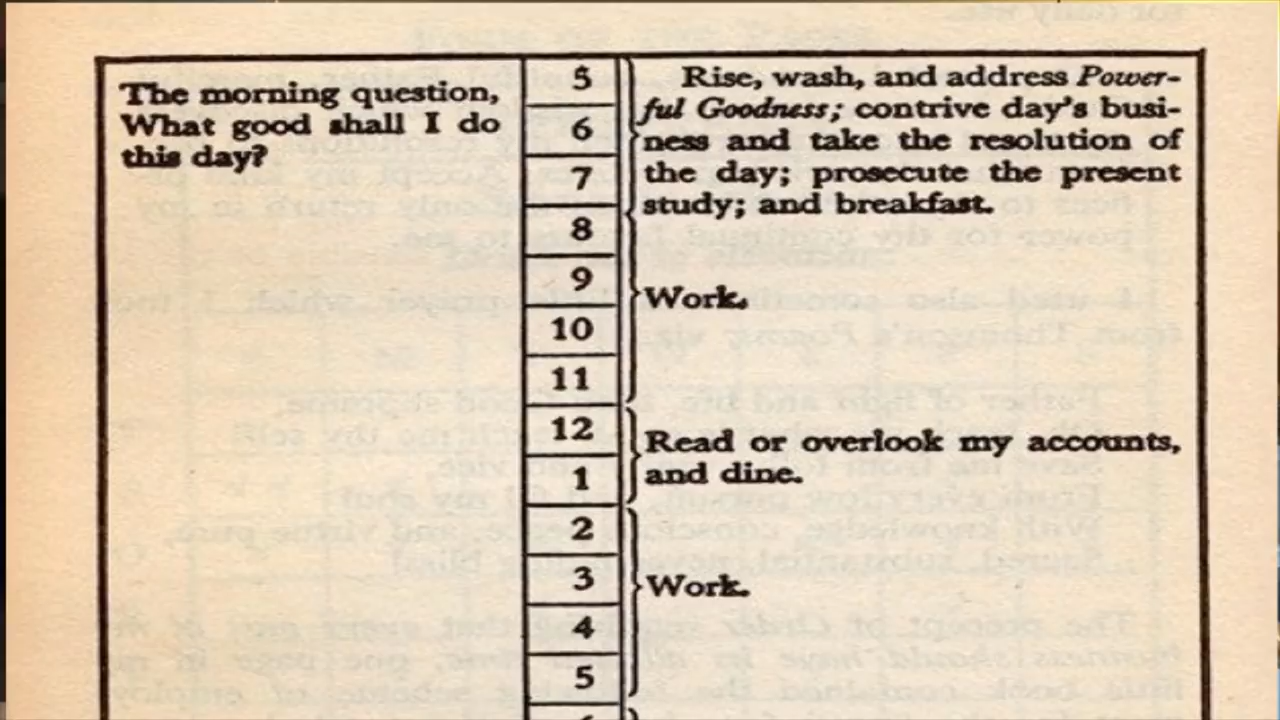 The morning question,
What good shall I do
this day?
5
6
7
8
9
10
11
12
1
2
3
4
5
Rise, wash, and address Power-
ful Goodness; contrive day's busi-
ness and take the resolution of
the day; prosecute the present
study; and breakfast.
Work.
Read or overlook my accounts,
and dine.
Work.